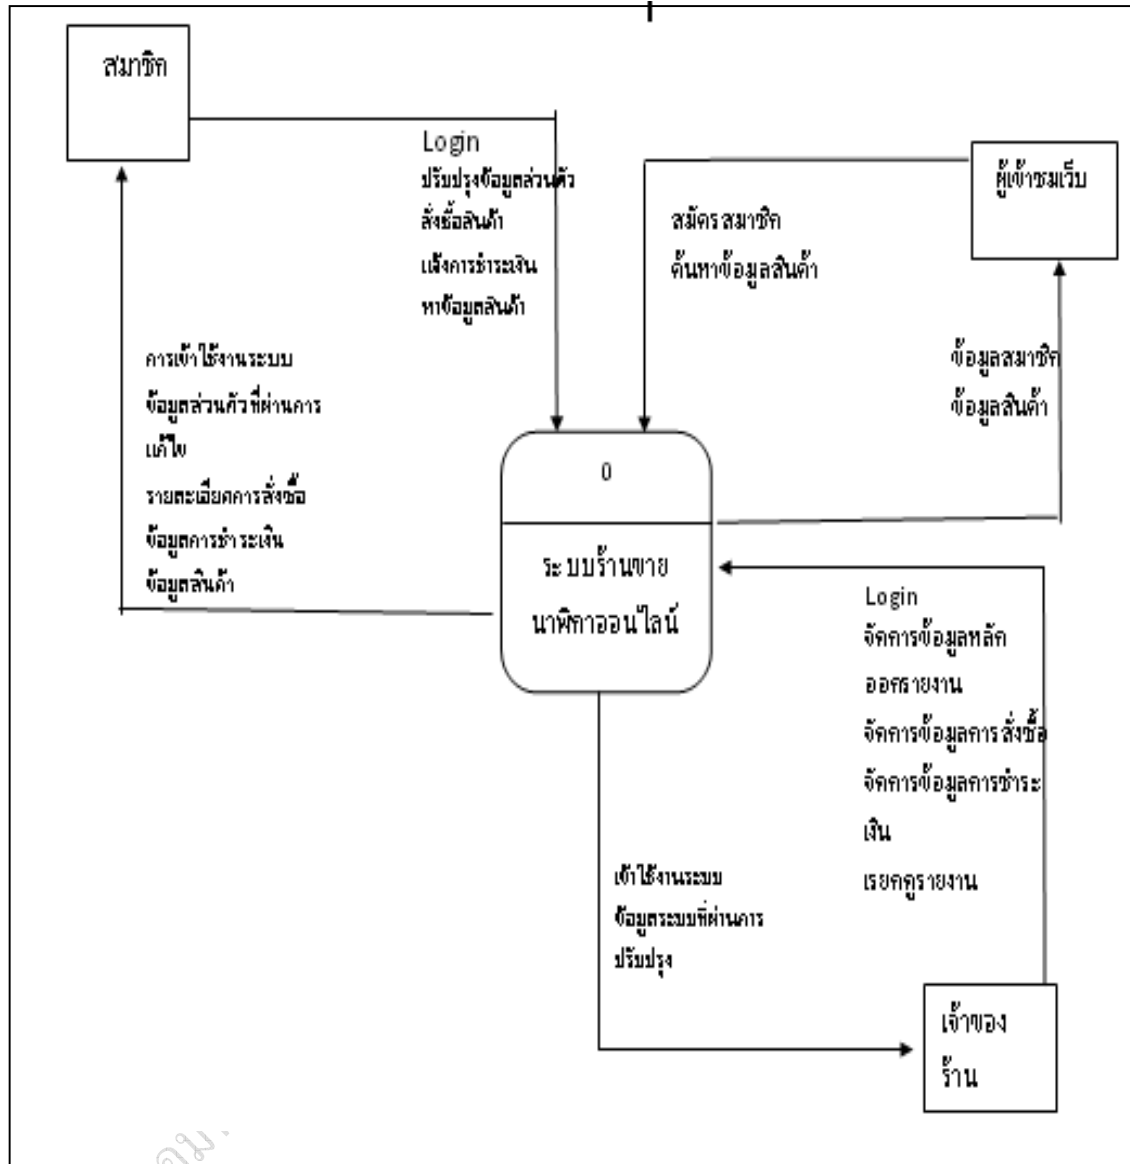 สมาชิก
Login
ปรับปรุงข้อมูลส่วนตัว
สั่งซื้อสินค้า
แจ้งการชำระเงิน
หาข้อมูลสินค้า
ผู้เข้าชมเว็บ
สมัครสมาชิก
ค้นหาข้อมูลสินค้า
ข้อมูลสมาชิก
ข้อมูลสินค้า
การเข้าใช้งานระบบ
ข้อมูลส่วนตัวที่ผ่านการ
แก้ไข
รายละเอียดการสั่งซื้อ
ข้อมูลการชำระเงิน
ข้อมูลสินค้า
0
ระบบร้านขาย
นาฬิกาออนไลน์
Login
จัดการข้อมูลหลัก
ออกรายงาน
จัดการข้อมูลการสั่งซื้อ
จัดการข้อมูลการชำระ
เงิน
เรยกดูรายงาน
เข้าใช้งานระบบ
ข้อมูลระบบที่ผ่านการ
ปรับปรุง
เจ้าของ
ร้าน